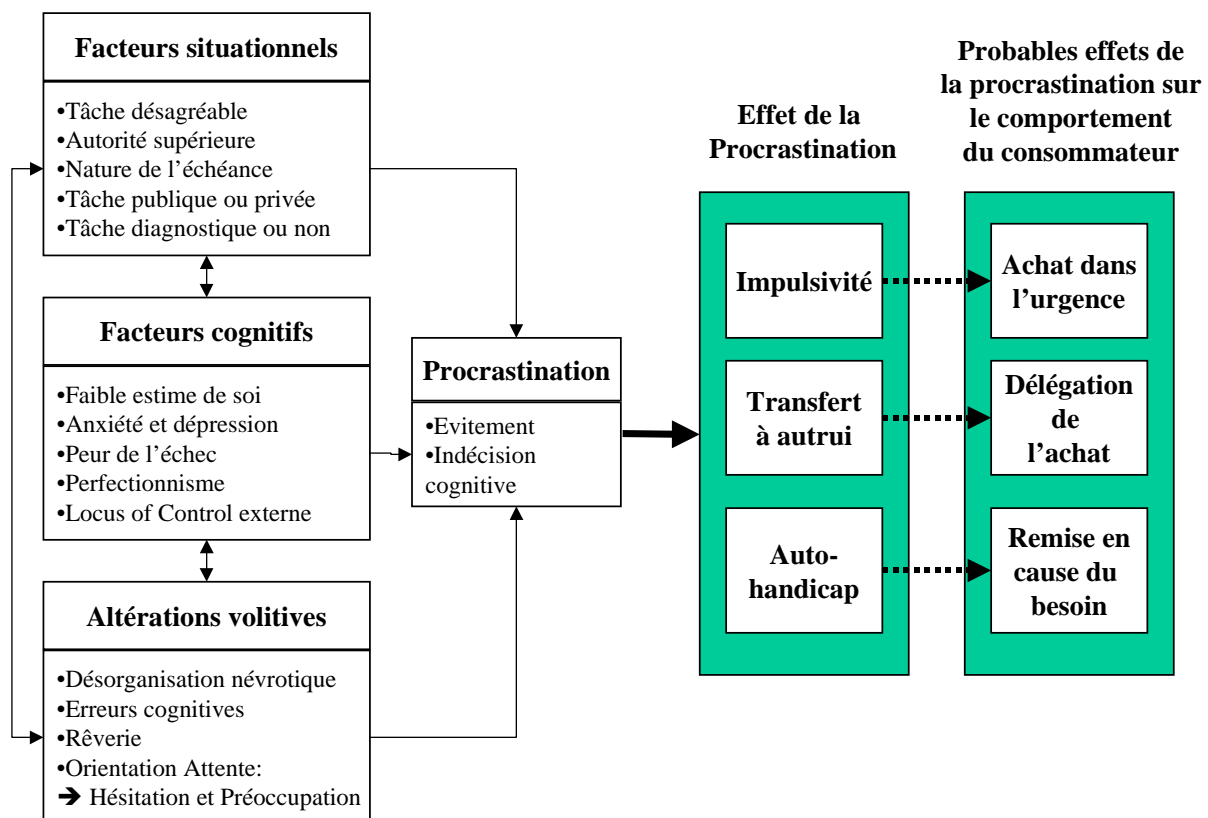 Facteurs situationnels
•Tâche désagréable
•Autorité supérieure
•Nature de l’échéance
•Tâche publique ou privée
•Tâche diagnostique ou non
Facteurs cognitifs
•Faible estime de soi
•Anxiété et dépression
•Peur de l’échec
•Perfectionnisme
•Locus of Control externe
Altérations volitives
•Désorganisation névrotique
•Erreurs cognitives
•Rêverie
•Orientation Attente:
➔ Hésitation et Préoccupation
Procrastination
•Evitement
•Indécision
cognitive
Effet de la
Procrastination
Impulsivité
Transfert
à autrui
Auto-
handicap
Probables effets de
la procrastination sur
le comportement
du consommateur
Achat dans
l’urgence
Délégation
de
l’achat
Remise en
cause du
besoin